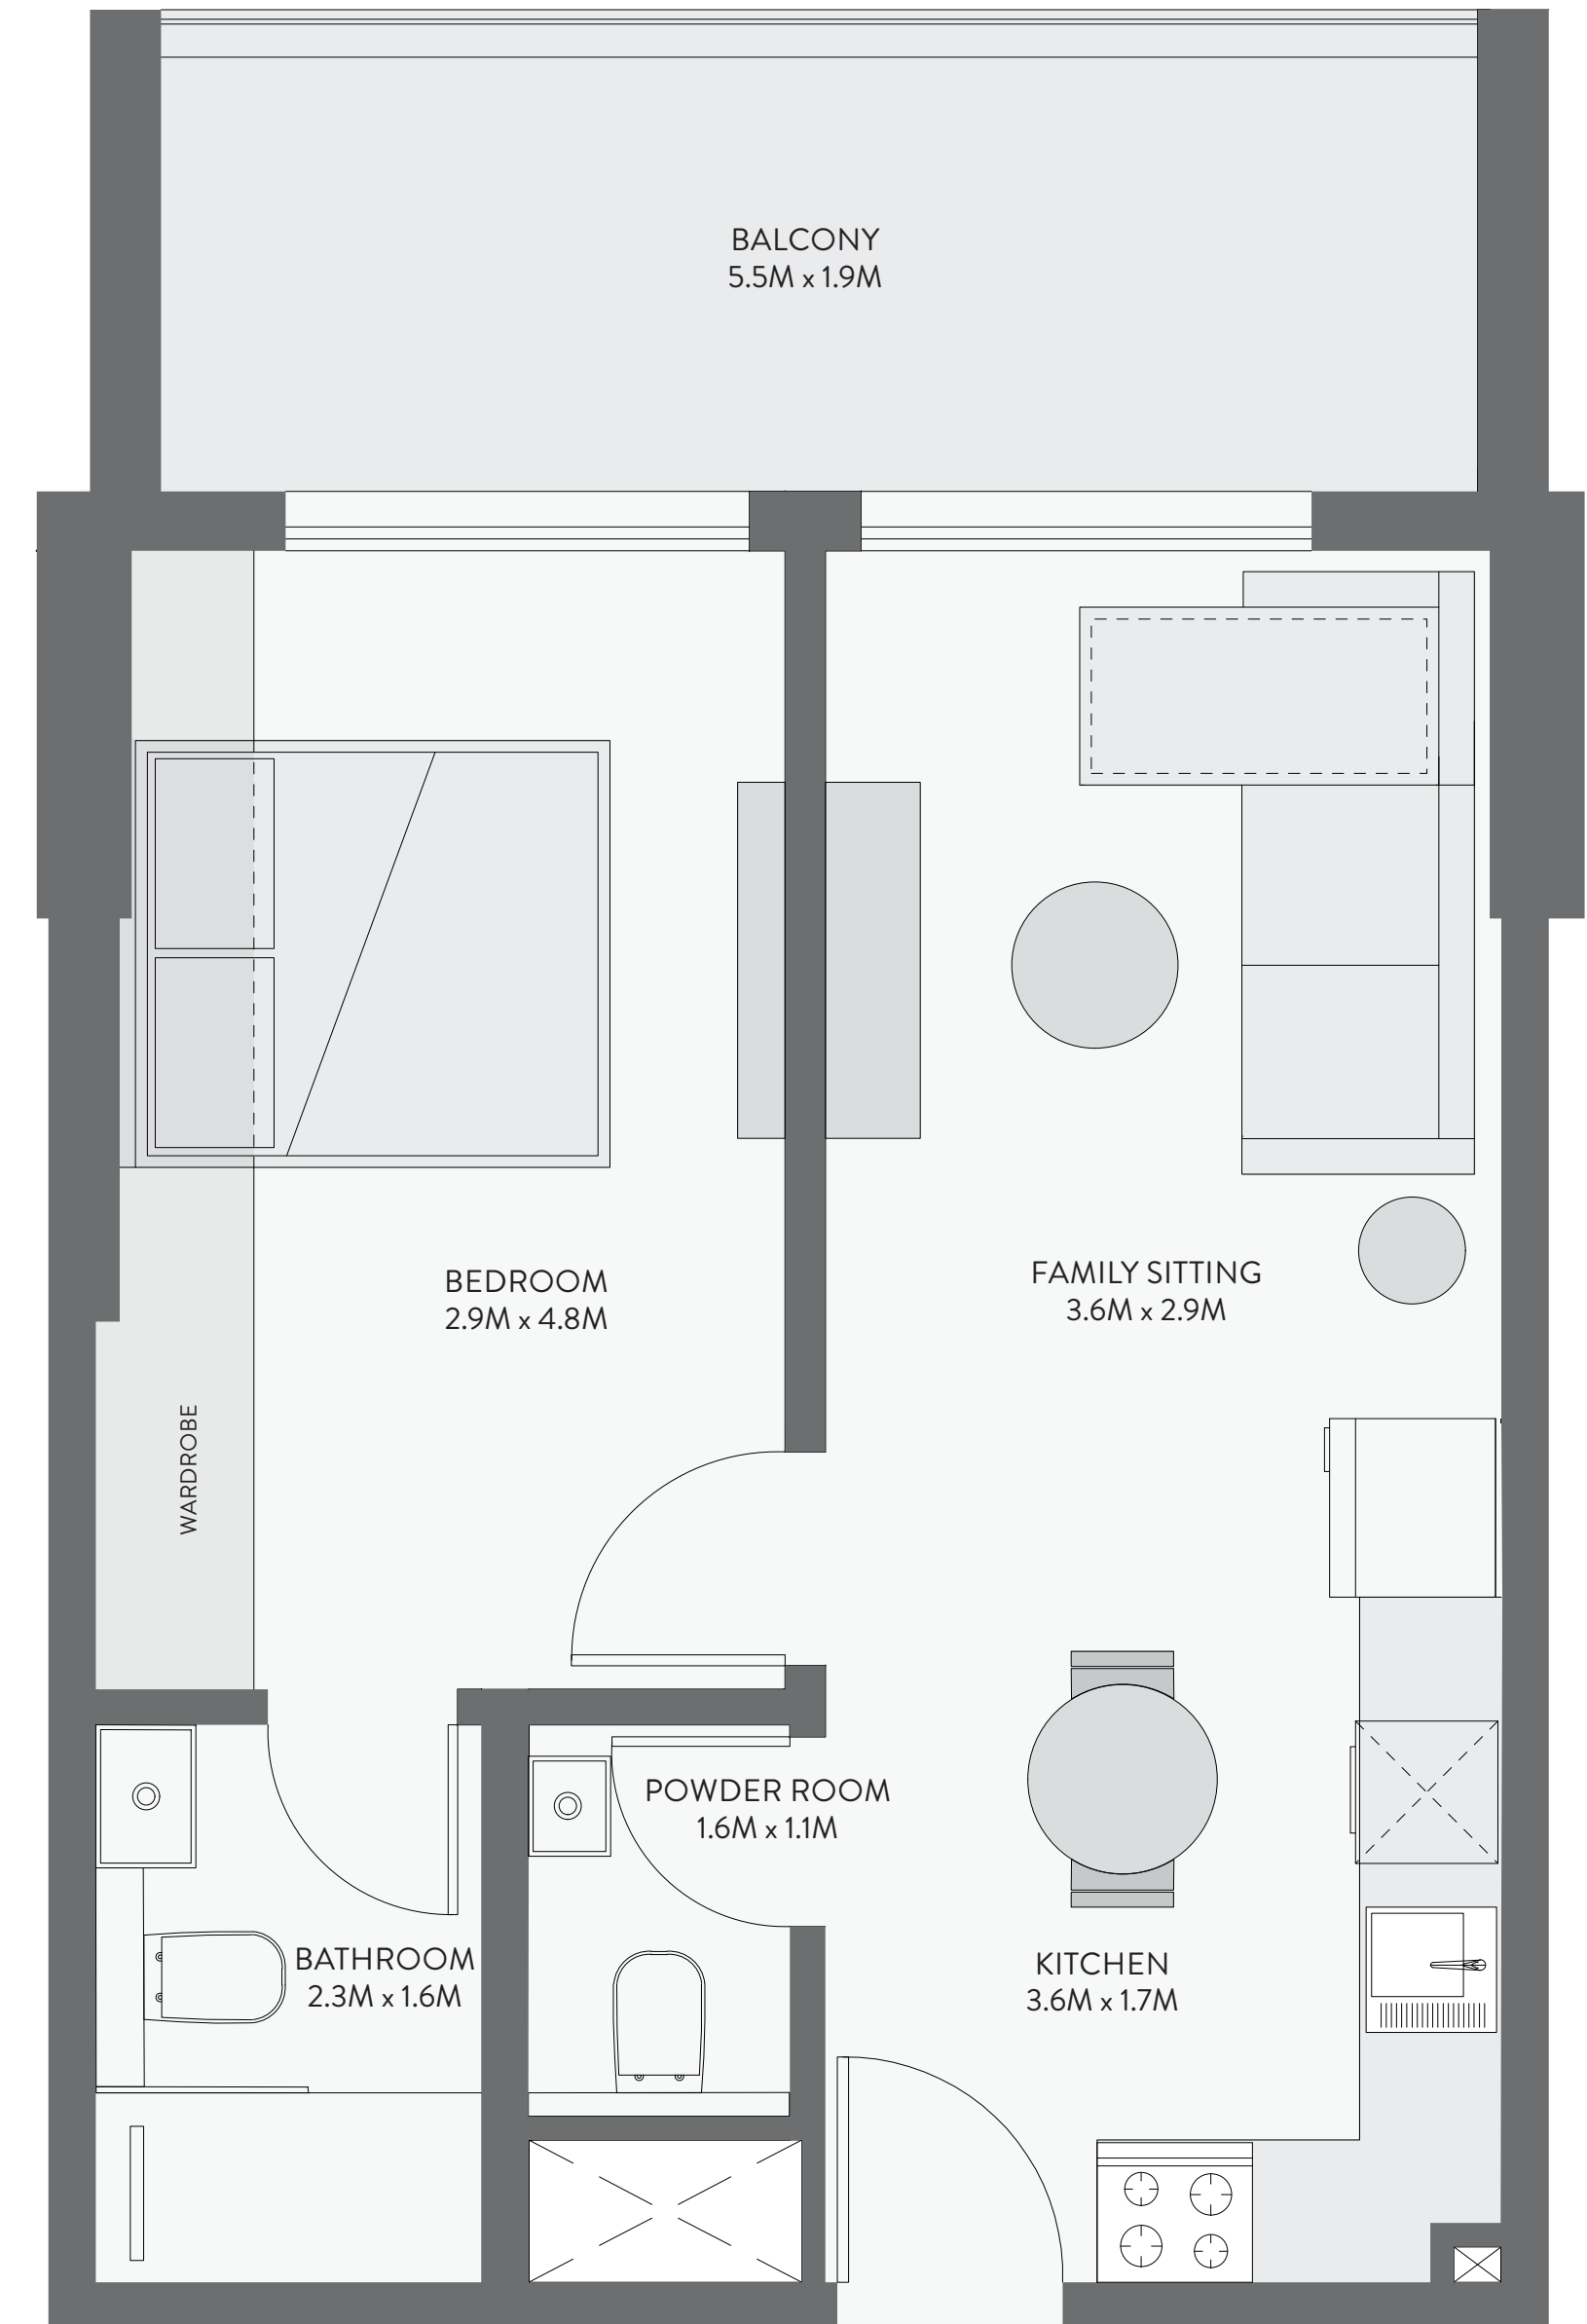 BALCONY
5.5M x 1.9M
BEDROOM
2.9M x 4.8M
FAMILY SITTING
3.6M x 2.9M
WARDROBE
POWDER ROOM
1.6M x 1.1M
BATHROOM
2.3M x 1.6M
KITCHEN
3.6M x 1.7M